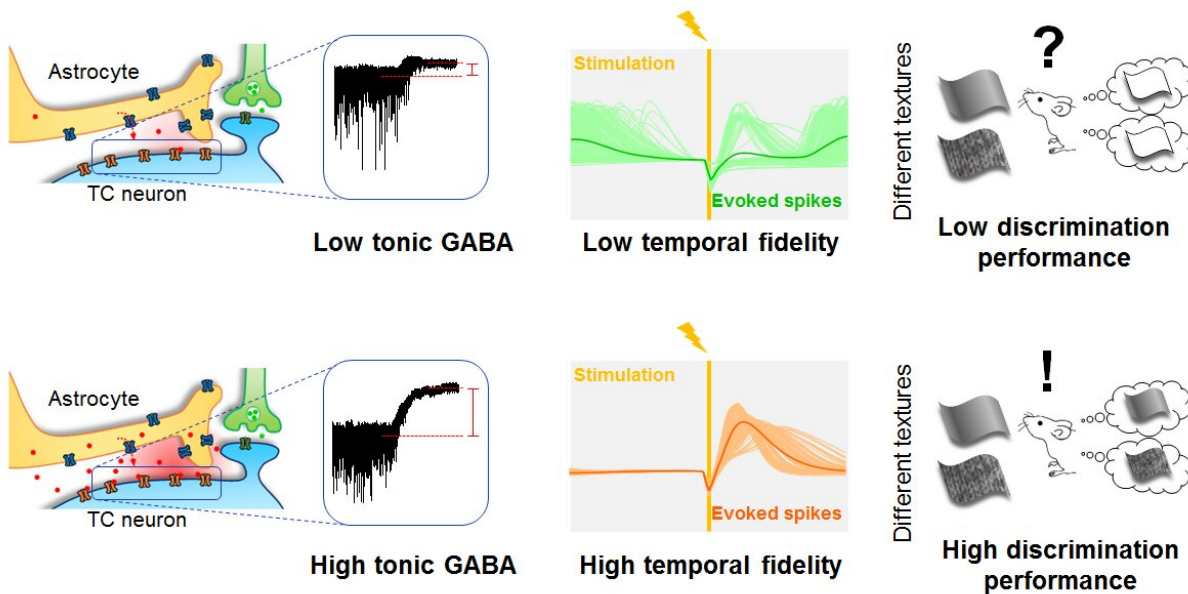 Astrocyte
TC neuron
Low tonic GABA
Stimulation
Evoked spikes
Low temporal fidelity
Different textures
?
Low discrimination
performance
Astrocyte
TC neuron
High tonic GABA
Stimulation
Evoked spikes
High temporal fidelity
Different textures
!
High discrimination
performance